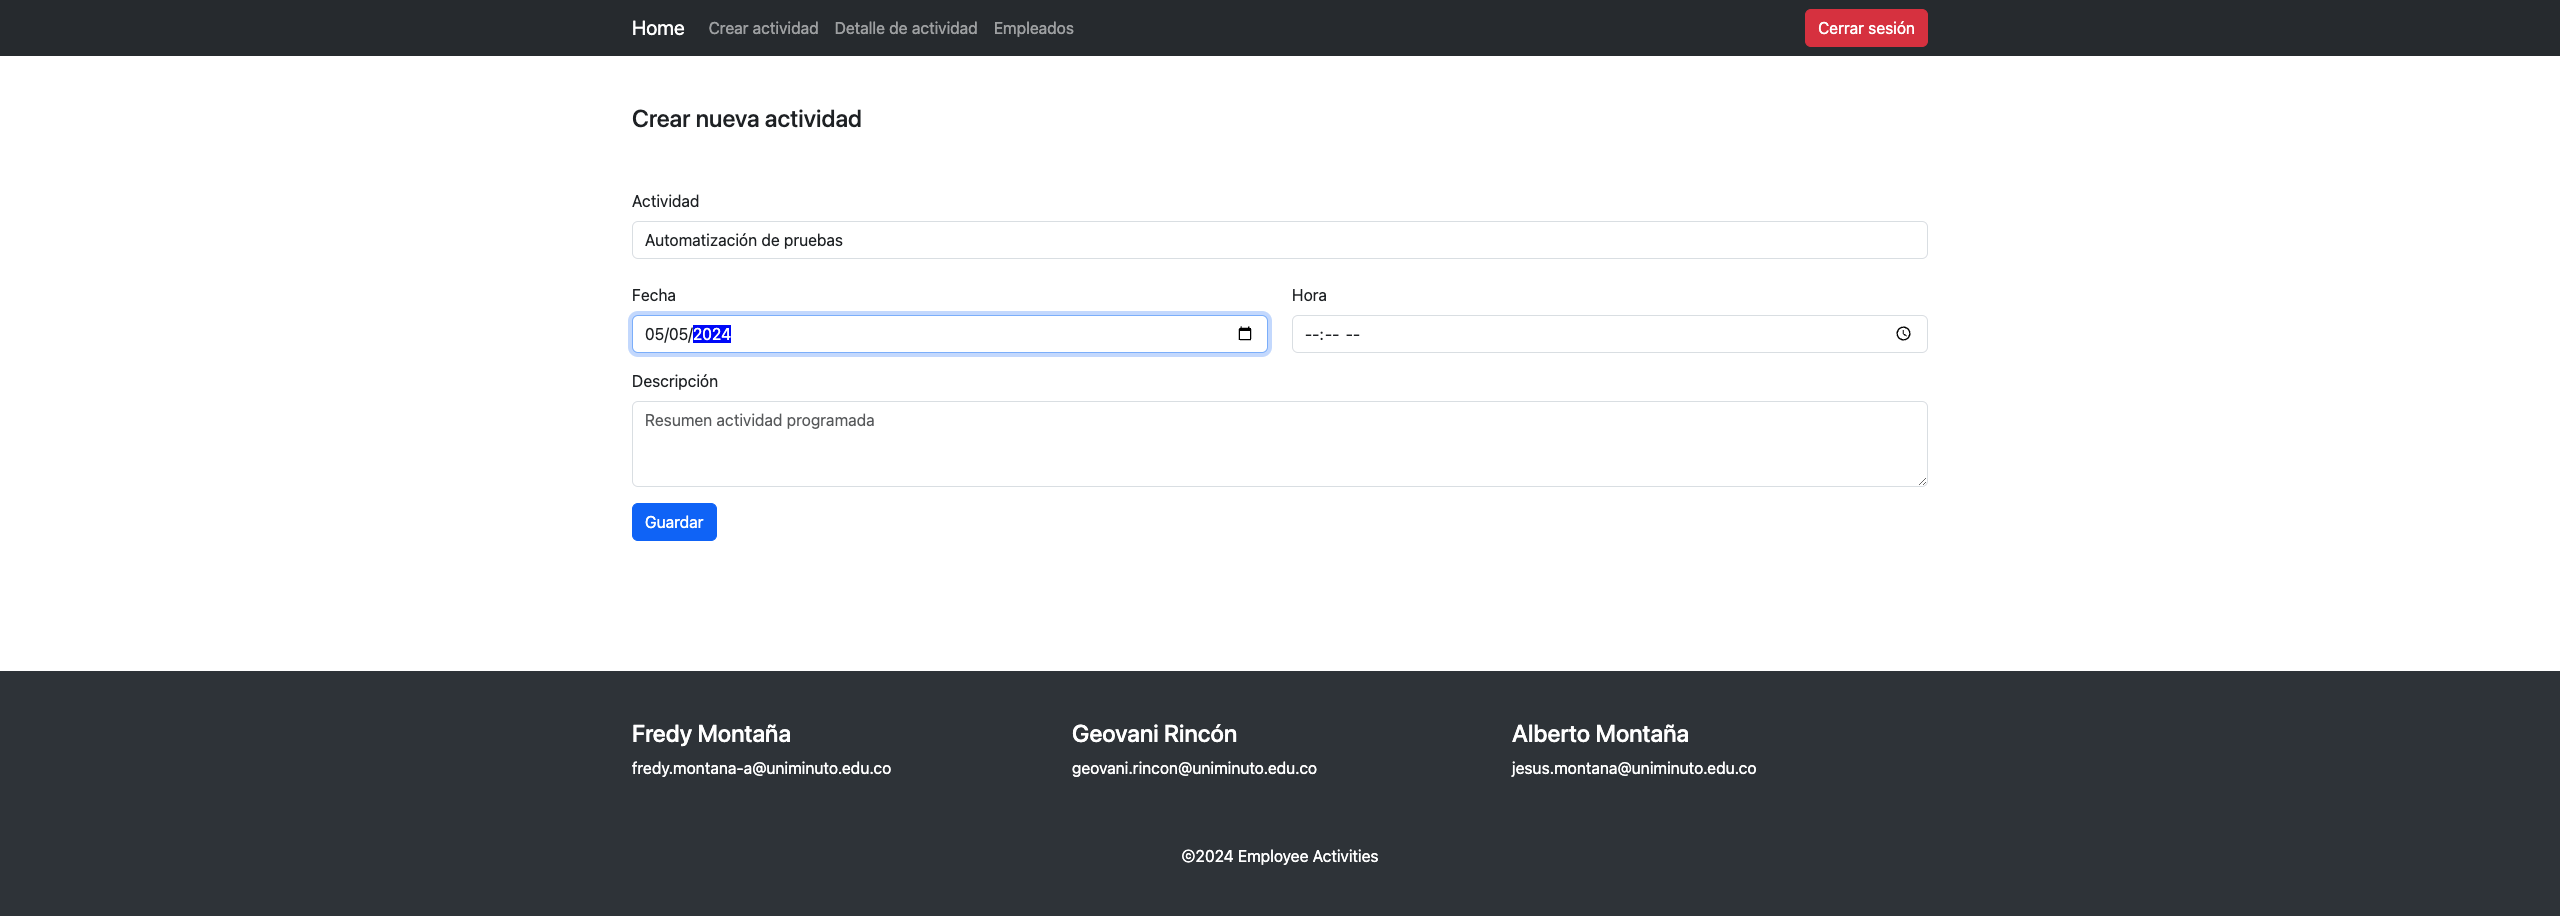 Home Crear actividad Detalle de actividad Empleados Cerrar sesión
Crear nueva actividad
Actividad
Automatización de pruebas
Fecha Hora
05/05/2024 --:-- --
Descripción
Resumen actividad programada
Guardar
Fredy Montaña Geovani Rincón Alberto Montaña
fredy.montana-a@uniminuto.edu.co geovani.rincon@uniminuto.edu.co jesus.montana@uniminuto.edu.co
©2024 Employee Activities